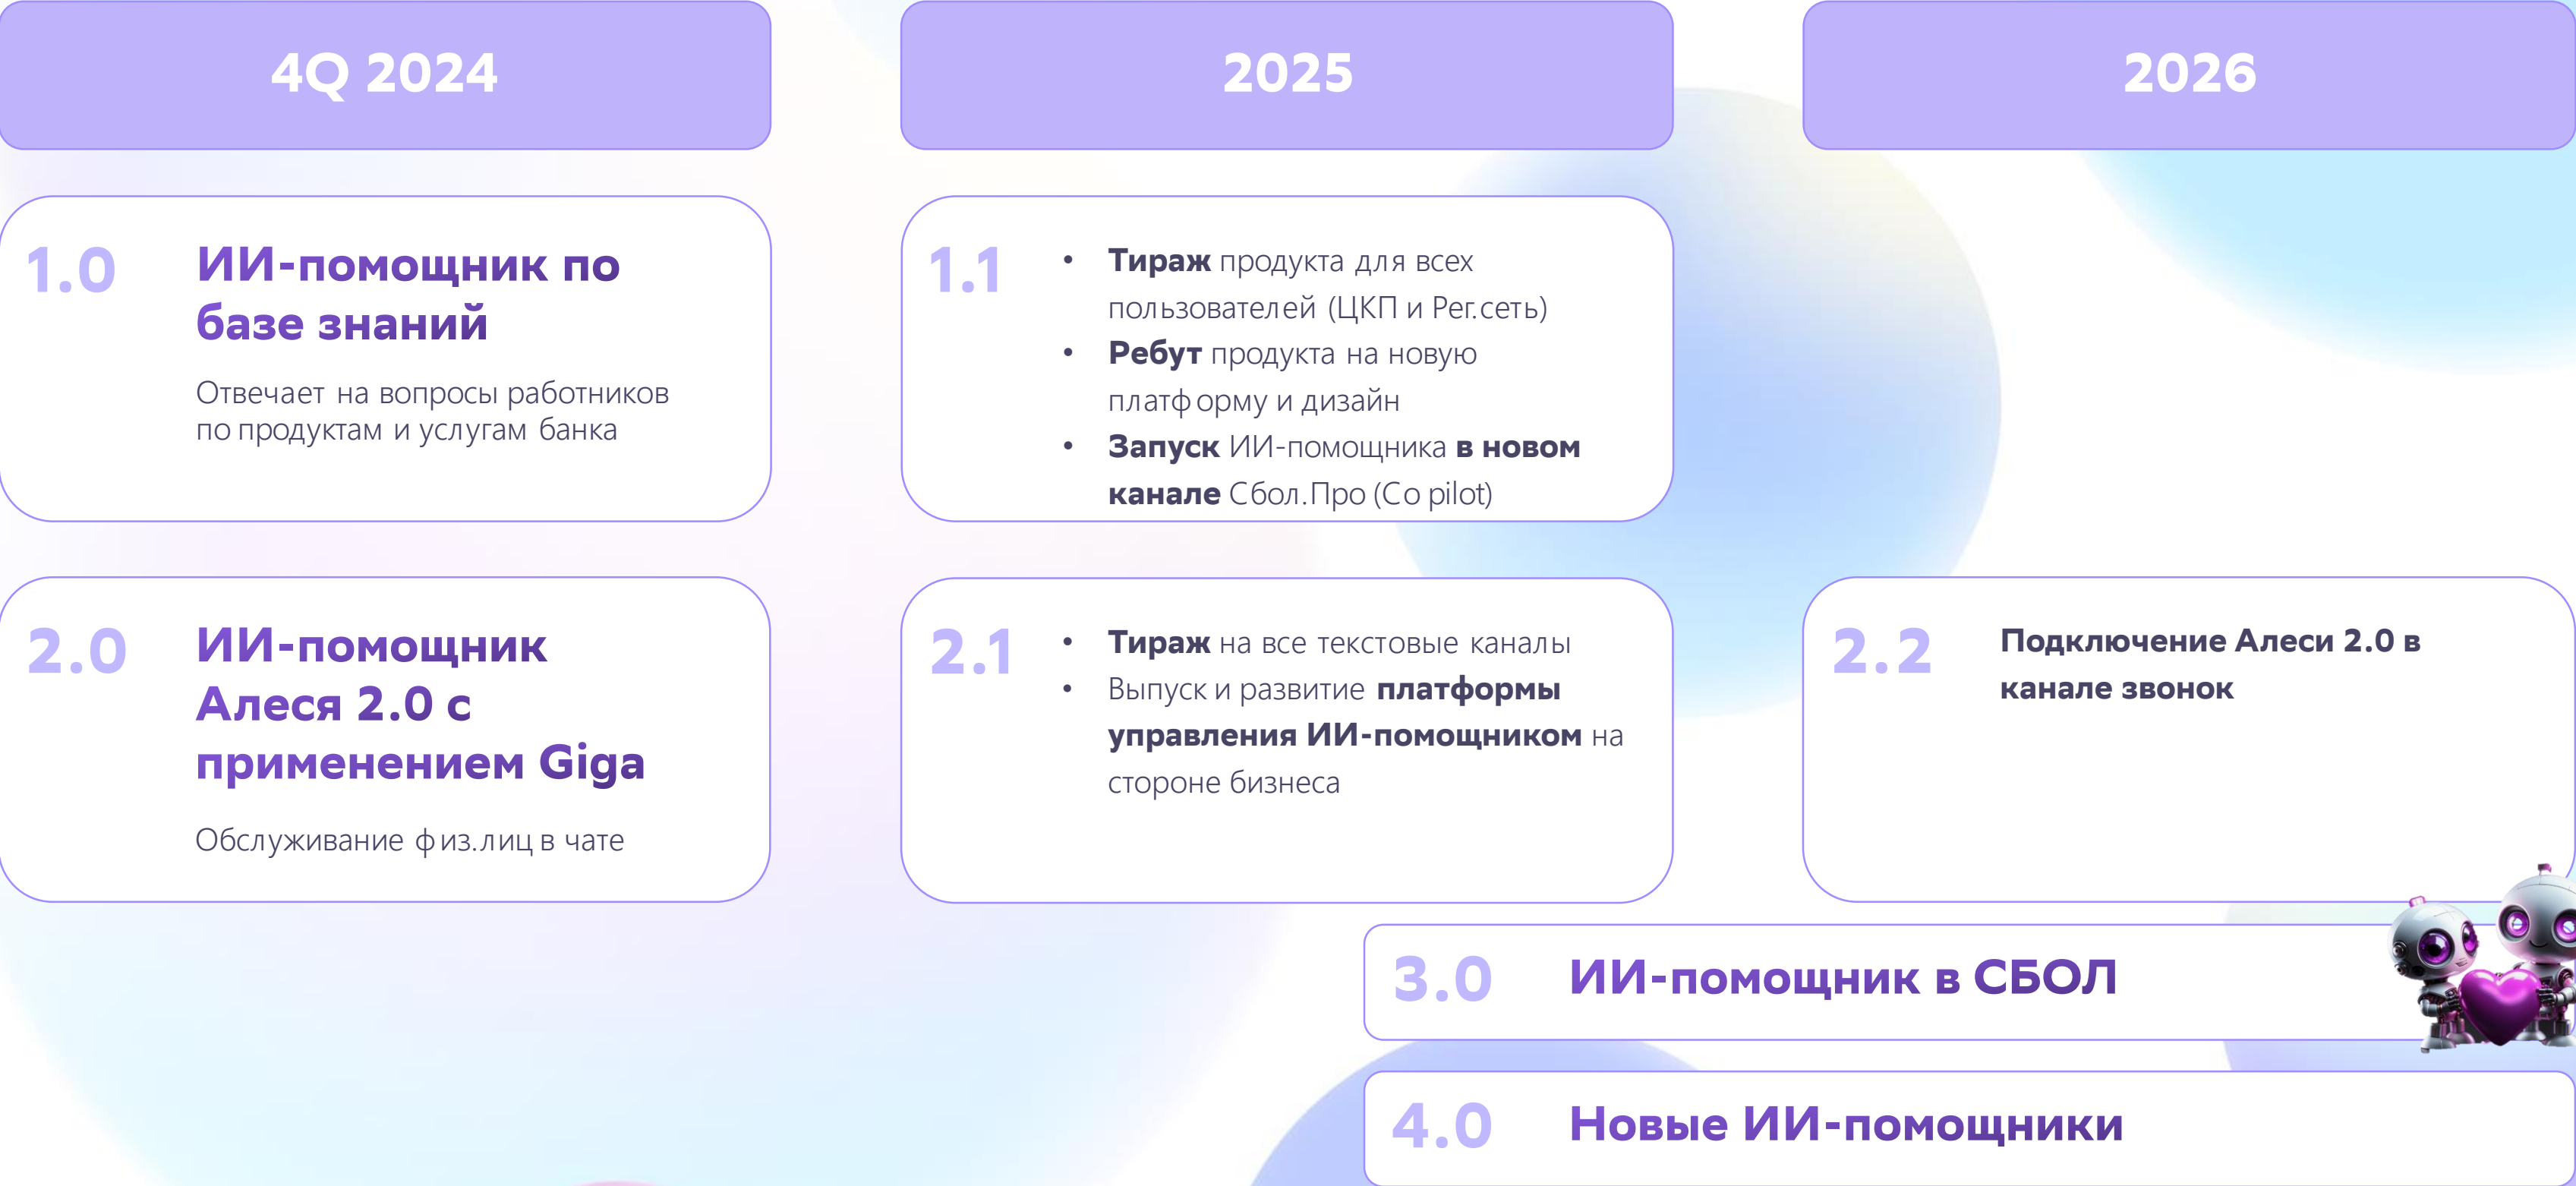 4Q 2024
2025
2026
1.0
ИИ-помощник по
базе знаний
Отвечает на вопросы работников
по продуктам и услугам банка
1.1
• Тираж продукта для всех
пользователей (ЦКП и Рег.сеть)
• Ребут продукта на новую
платформу и дизайн
• Запуск ИИ-помощника в новом
канале Сбол.Про (Co pilot)
2.0
ИИ-помощник
Алеся 2.0 с
применением Giga
Обслуживание физ.лиц в чате
2.1
• Тираж на все текстовые каналы
• Выпуск и развитие платформы
управления ИИ-помощником на
стороне бизнеса
2.2
Подключение Алеси 2.0 в
канале звонок
3.0
ИИ-помощник в СБОЛ
4.0
Новые ИИ-помощники